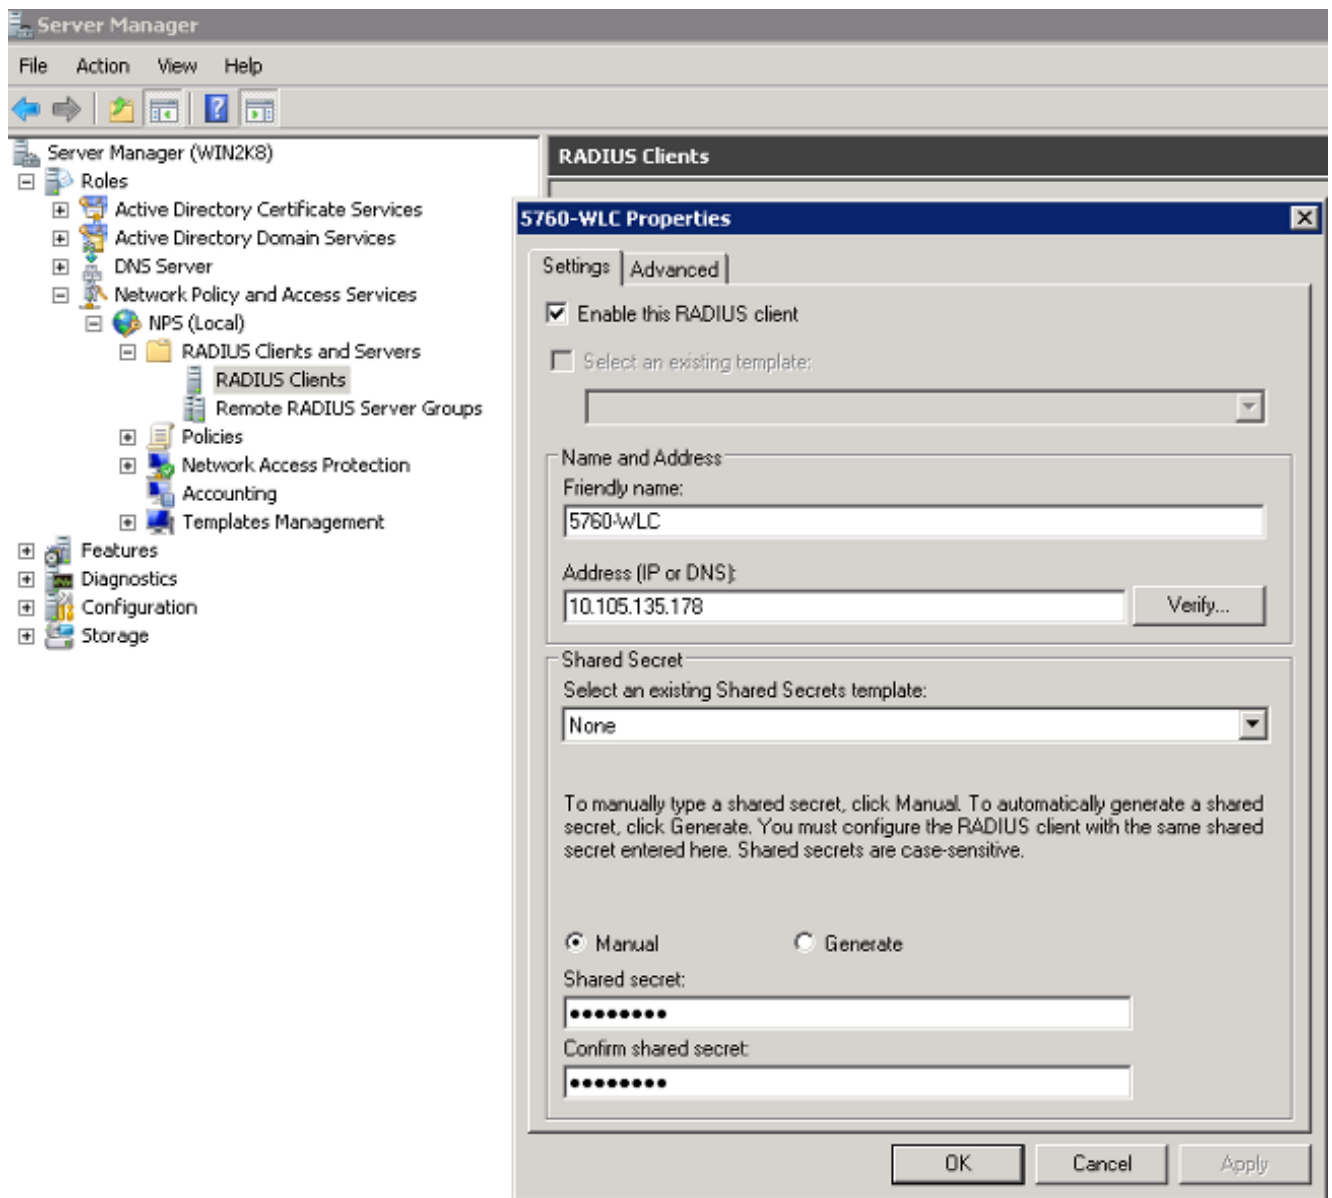 Server Manager
File Action View Help
Server Manager (WIN2K8)
Roles
Active Directory Certificate Services
Active Directory Domain Services
DNS Server
Network Policy and Access Services
NPS (Local)
RADIUS Clients and Servers
RADIUS Clients
Remote RADIUS Server Groups
Policies
Network Access Protection
Accounting
Templates Management
Features
Diagnostics
Configuration
Storage
RADIUS Clients
5760-WLC Properties
Settings Advanced
Enable this RADIUS client
Select an existing template:
Name and Address
Friendly name:
5760-WLC
Address (IP or DNS):
10.105.135.178 Verify...
Shared Secret
Select an existing Shared Secrets template:
None
To manually type a shared secret, click Manual. To automatically generate a shared
secret, click Generate. You must configure the RADIUS client with the same shared
secret entered here. Shared secrets are case-sensitive.
Manual Generate
Shared secret:
●●●●●●●●
Confirm shared secret:
●●●●●●●●
OK Cancel Apply